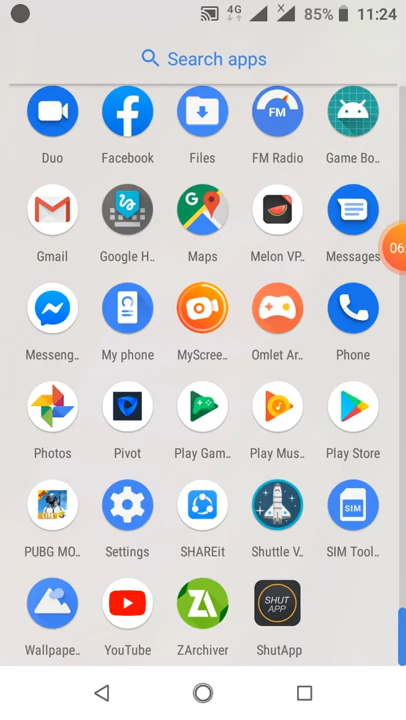 4G X 85% 11:24
Search apps
FM
Duo Facebook Files FM Radio Game Bo..
G
Gmail Google H.. Maps Melon VP.. Messages
06:
Messeng.. My phone MyScree.. Omlet Ar.. Phone
Photos Pivot Play Gam.. Play Mus.. Play Store
SIM
PUBG MO.. Settings SHAREit Shuttle V.. SIM Tool..
ZA
SHUT
APP
Wallpape.. YouTube ZArchiver ShutApp